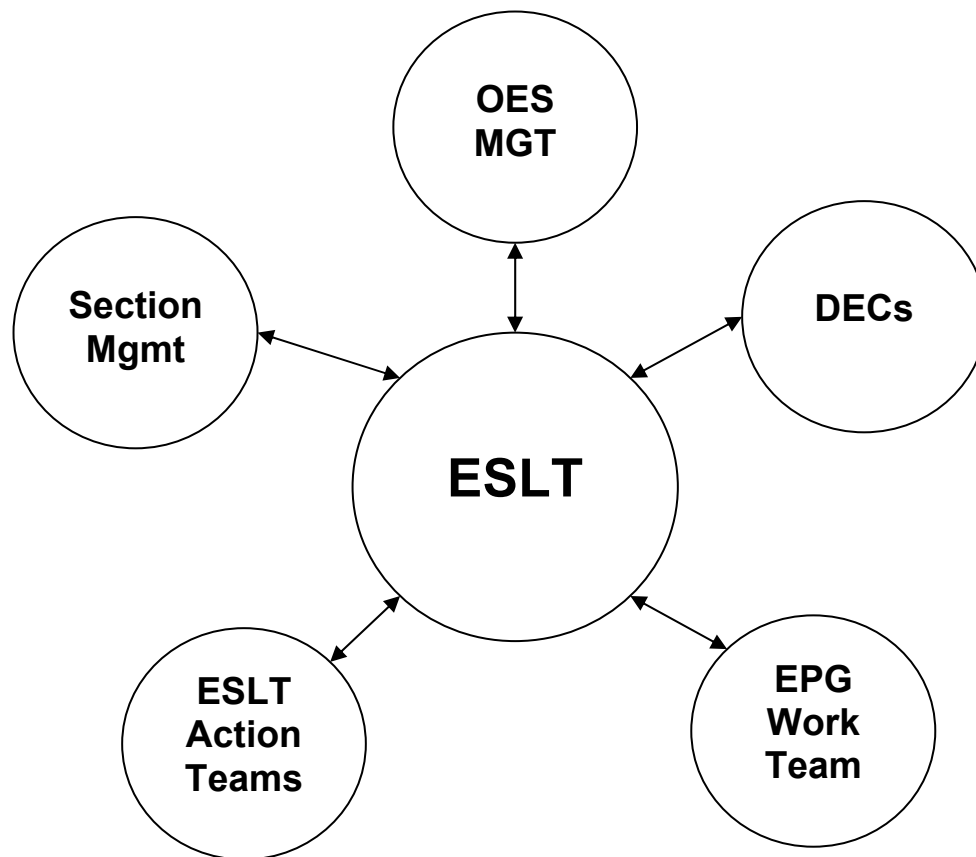 OES
MGT
Section
Mgmt
DECs
ESLT
ESLT
Action
Teams
EPG
Work
Team